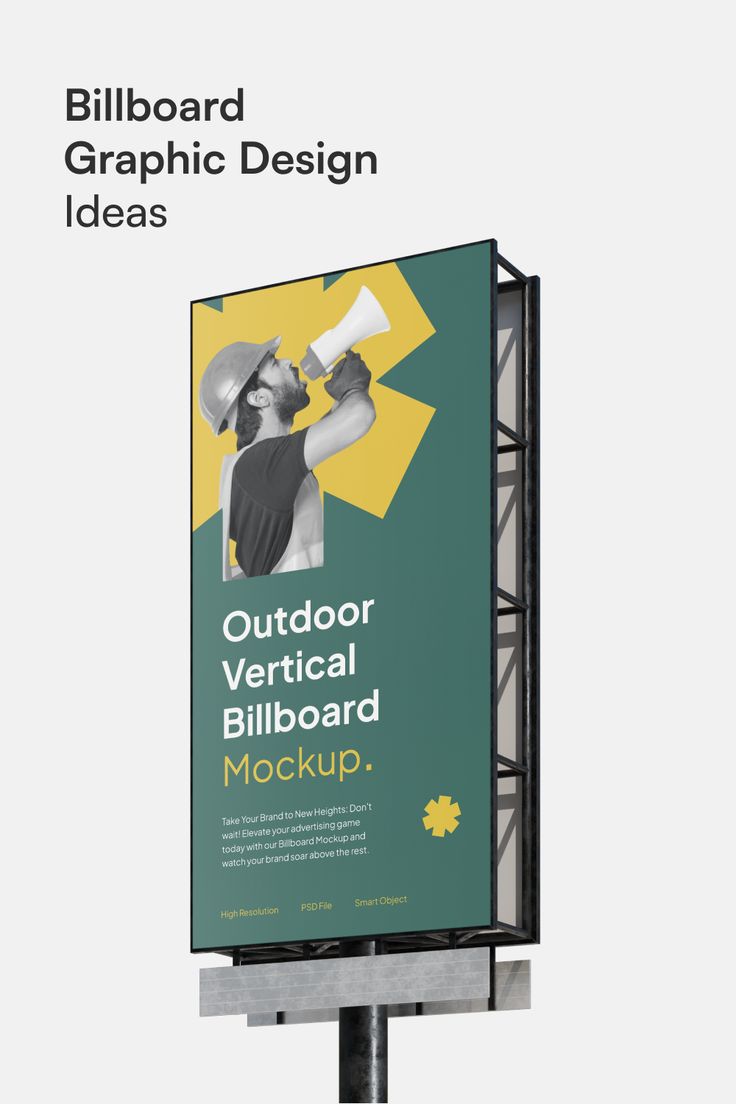 Billboard
Graphic Design
Ideas
Outdoor
Vertical
Billboard
Mockup.
Take Your Brand to New Heights: Don't
wait! Elevate your advertising game
today with our Billboard Mockup and
watch your brand soar above the rest.
High Resolution PSD File Smart Object